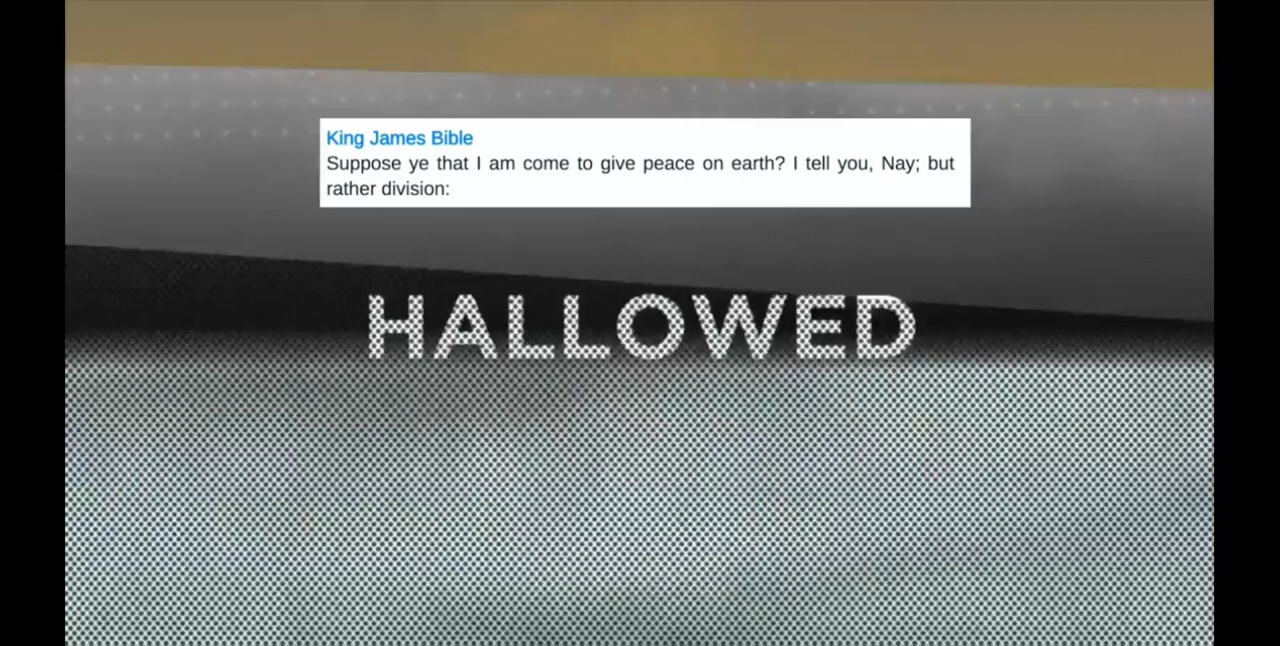 King James Bible
Suppose ye that I am come to give peace on earth? I tell you, Nay; but
rather division:
HALLOWED